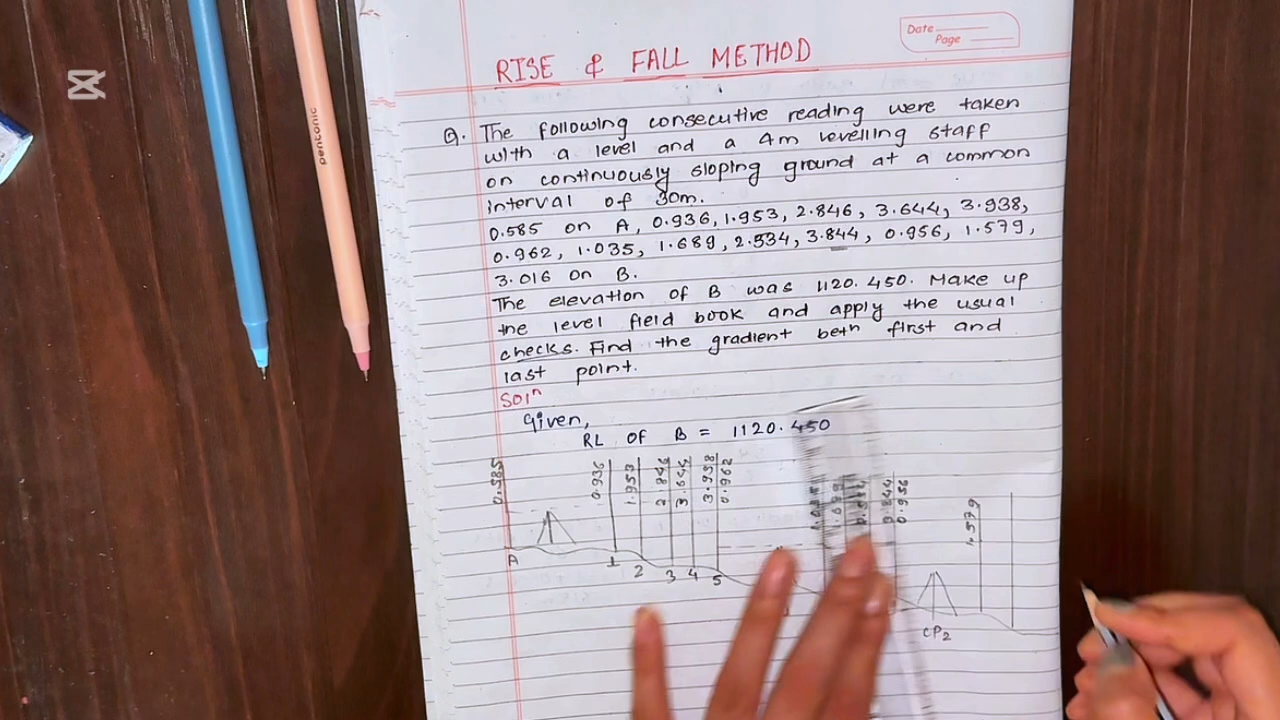 Date
Page
RISE & FALL METHOD
pentonic
Q. The following consecutive reading were taken
with a level and a 4m levelling staff
on continuously sloping ground at a common
interval of 30m.
0.585 on A, 0.936, 1.953, 2.846, 3.644, 3.938,
0.962, 1.035, 1.689, 2.534, 3.844, 0.956, 1.579,
3.016 on B.
The elevation of B was 1120.450. Make up
the level field book and apply the usual
checks. Find the gradient betn first and
last point.
Soln
Given,
RL OF B = 1120.450
0.585
0.936
1.953
2.846
3.644
3.938
0.962
3.844
0.956
1.579
A
1
2
3
4
5
CP2